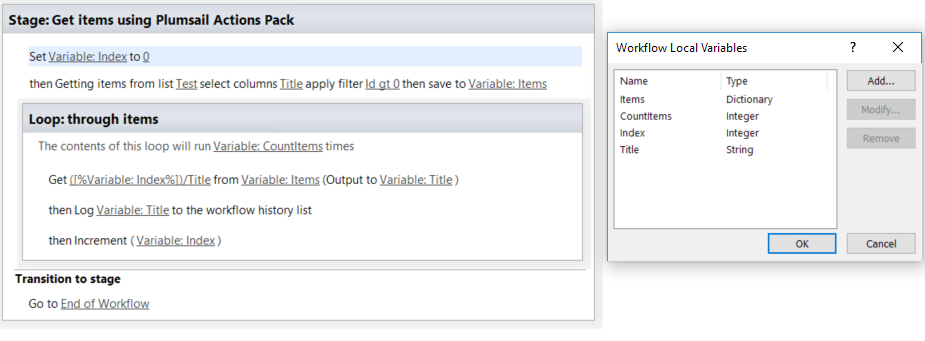 Stage: Get items using Plumsail Actions Pack
Set Variable: Index to 0
then Getting items from list Test select columns Title apply filter Id gt 0 then save to Variable: Items
Loop: through items
The contents of this loop will run Variable: CountItems times
Get ([%Variable: Index%])/Title from Variable: Items (Output to Variable: Title )
then Log Variable: Title to the workflow history list
then Increment ( Variable: Index )
Transition to stage
Go to End of Workflow
Workflow Local Variables ? X
Name Type
Items Dictionary
CountItems Integer
Index Integer
Title String
Add...
Modify...
Remove
OK Cancel